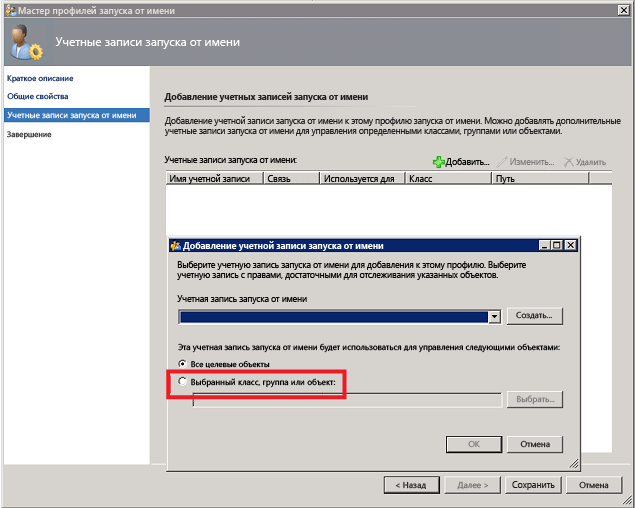 Мастер профилей запуска от имени
Учетные записи запуска от имени
Краткое описание
Общие свойства
Учетные записи запуска от имени
Завершение
Добавление учетных записей запуска от имени
Добавление учетной записи запуска от имени к этому профилю запуска от имени. Можно добавлять дополнительные
учетные записи запуска от имени для управления определенными классами, группами или объектами.
Учетные записи запуска от имени:
Добавить... Изменить... Удалить
Имя учетной записи Связь Используется для Класс Путь
Добавление учетной записи запуска от имени
Выберите учетную запись запуска от имени для добавления к этому профилю. Выберите
учетную запись с правами, достаточными для отслеживания указанных объектов.
Учетная запись запуска от имени
Создать...
Эта учетная запись запуска от имени будет использоваться для управления следующими объектами:
Все целевые объекты
Выбранный класс, группа или объект:
Выбрать...
OK Отмена
< Назад Далее > Сохранить Отмена